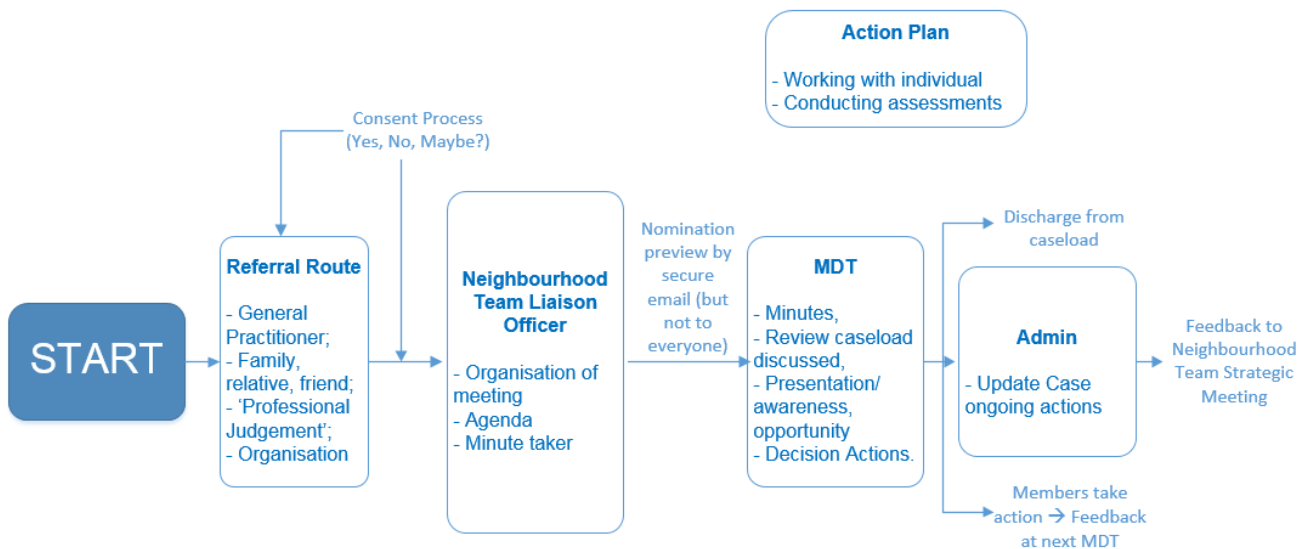 Action Plan
- Working with individual
- Conducting assessments
Consent Process
(Yes, No, Maybe?)
START
Referral Route
- General
Practitioner;
- Family,
relative, friend;
- ‘Professional
Judgement’;
- Organisation
Neighbourhood
Team Liaison
Officer
- Organisation of
meeting
- Agenda
- Minute taker
Nomination
preview by
secure
email (but
not to
everyone)
MDT
- Minutes,
- Review caseload
discussed,
- Presentation/
awareness,
opportunity
- Decision Actions.
Discharge from
caseload
Admin
- Update Case
ongoing actions
Members take
action → Feedback
at next MDT
Feedback to
Neighbourhood
Team Strategic
Meeting